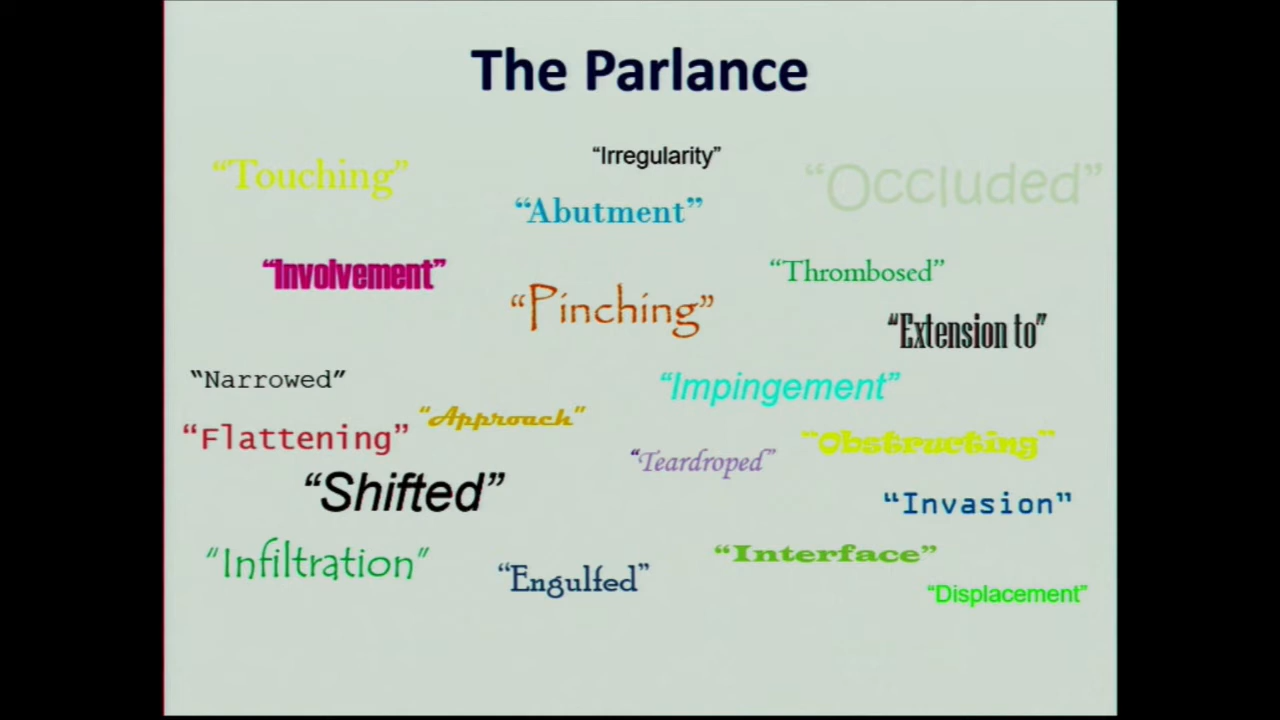 The Parlance
“Irregularity”
“Touching”
“Occluded”
“Abutment”
“Involvement”
“Thrombosed”
“Pinching”
“Extension to”
“Narrowed”
“Impingement”
“Approach”
“Flattening”
“Obstructing”
“Teardroped”
“Shifted”
“Invasion”
“Infiltration”
“Interface”
“Engulfed”
“Displacement”